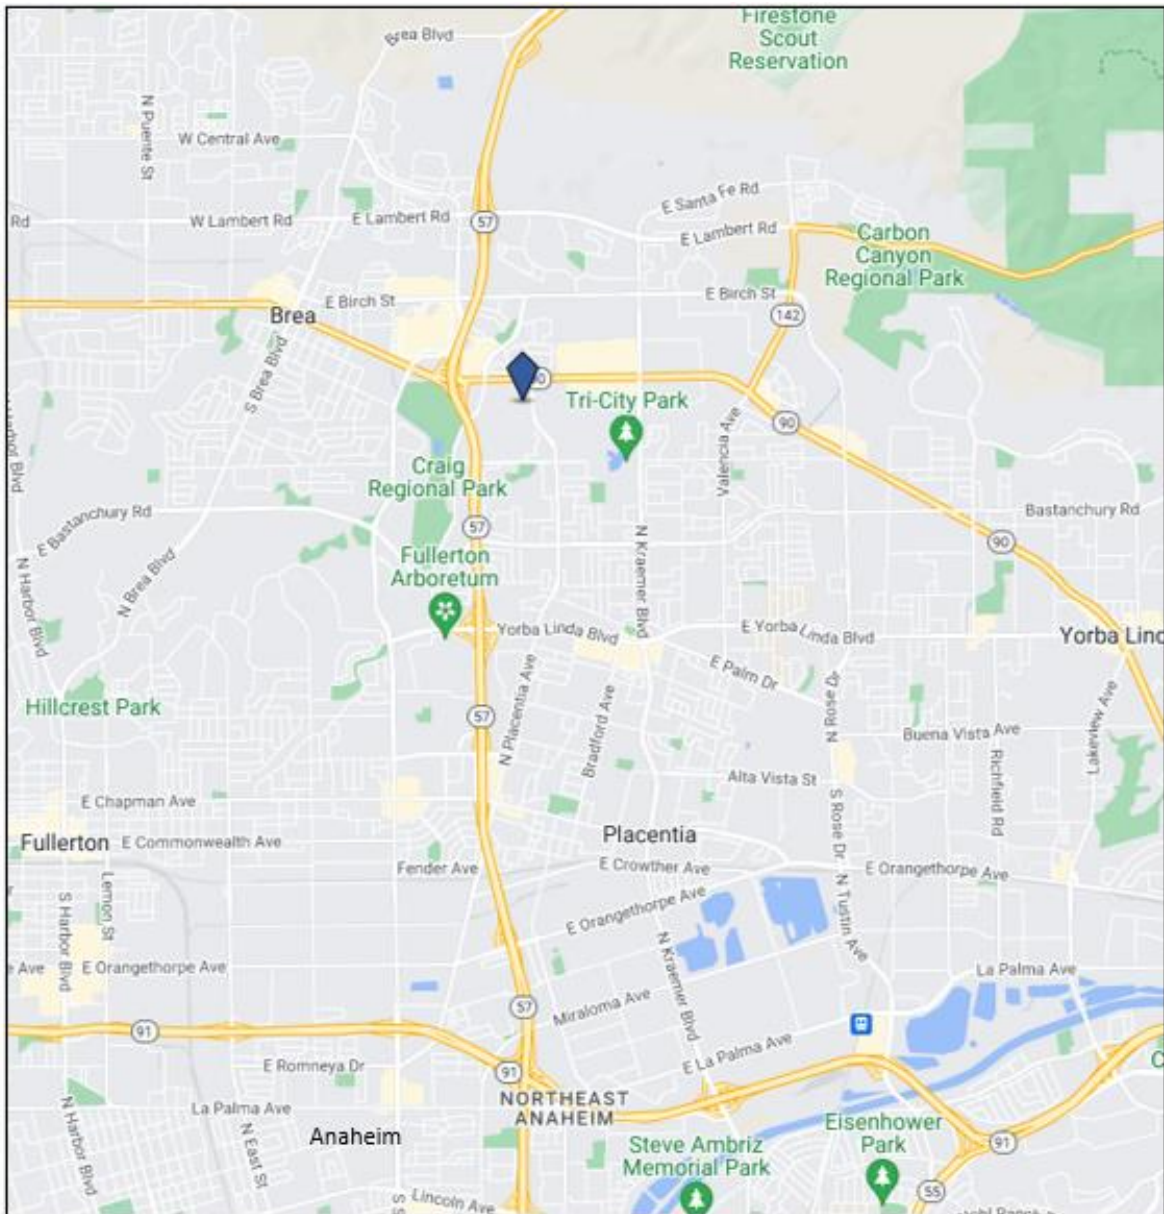 Firestone
Scout
Reservation
Brea Blvd
N Puente St
W Central Ave
E Santa Fe Rd
Rd
W Lambert Rd
E Lambert Rd
57
E Lambert Rd
Carbon
Canyon
Regional Park
E Birch St
E Birch St
Brea
142
S Brea Blvd
Tri-City Park
90
Valencia Ave
Craig
Regional Park
E Bastanchury Rd
Bastanchury Rd
57
N Kraemer Blvd
90
Fullerton
Arboretum
N Brea Blvd
N Harbor Blvd
Yorba Linda Blvd
E Yorba Linda Blvd
Yorba Lind
E Palm Dr
N Placentia Ave
Bradford Ave
N Rose Dr
Hillcrest Park
57
Lakeview Ave
Buena Vista Ave
Richfield Rd
Alta Vista St
E Chapman Ave
S Rose Dr
Fullerton
E Commonwealth Ave
Placentia
Fender Ave
E Crowther Ave
E Orangethorpe Ave
Lemon St
S Harbor Blvd
E Orangethorpe Ave
N Tustin Ave
e Ave
E Orangethorpe Ave
N Kraemer Blvd
La Palma Ave
57
Miraloma Ave
91
E Romneya Dr
91
E La Palma Ave
NORTHEAST
ANAHEIM
La Palma Ave
N Harbor Blvd
N East St
Anaheim
Eisenhower
Park
Steve Ambriz
Memorial Park
91
55
Lincoln Ave